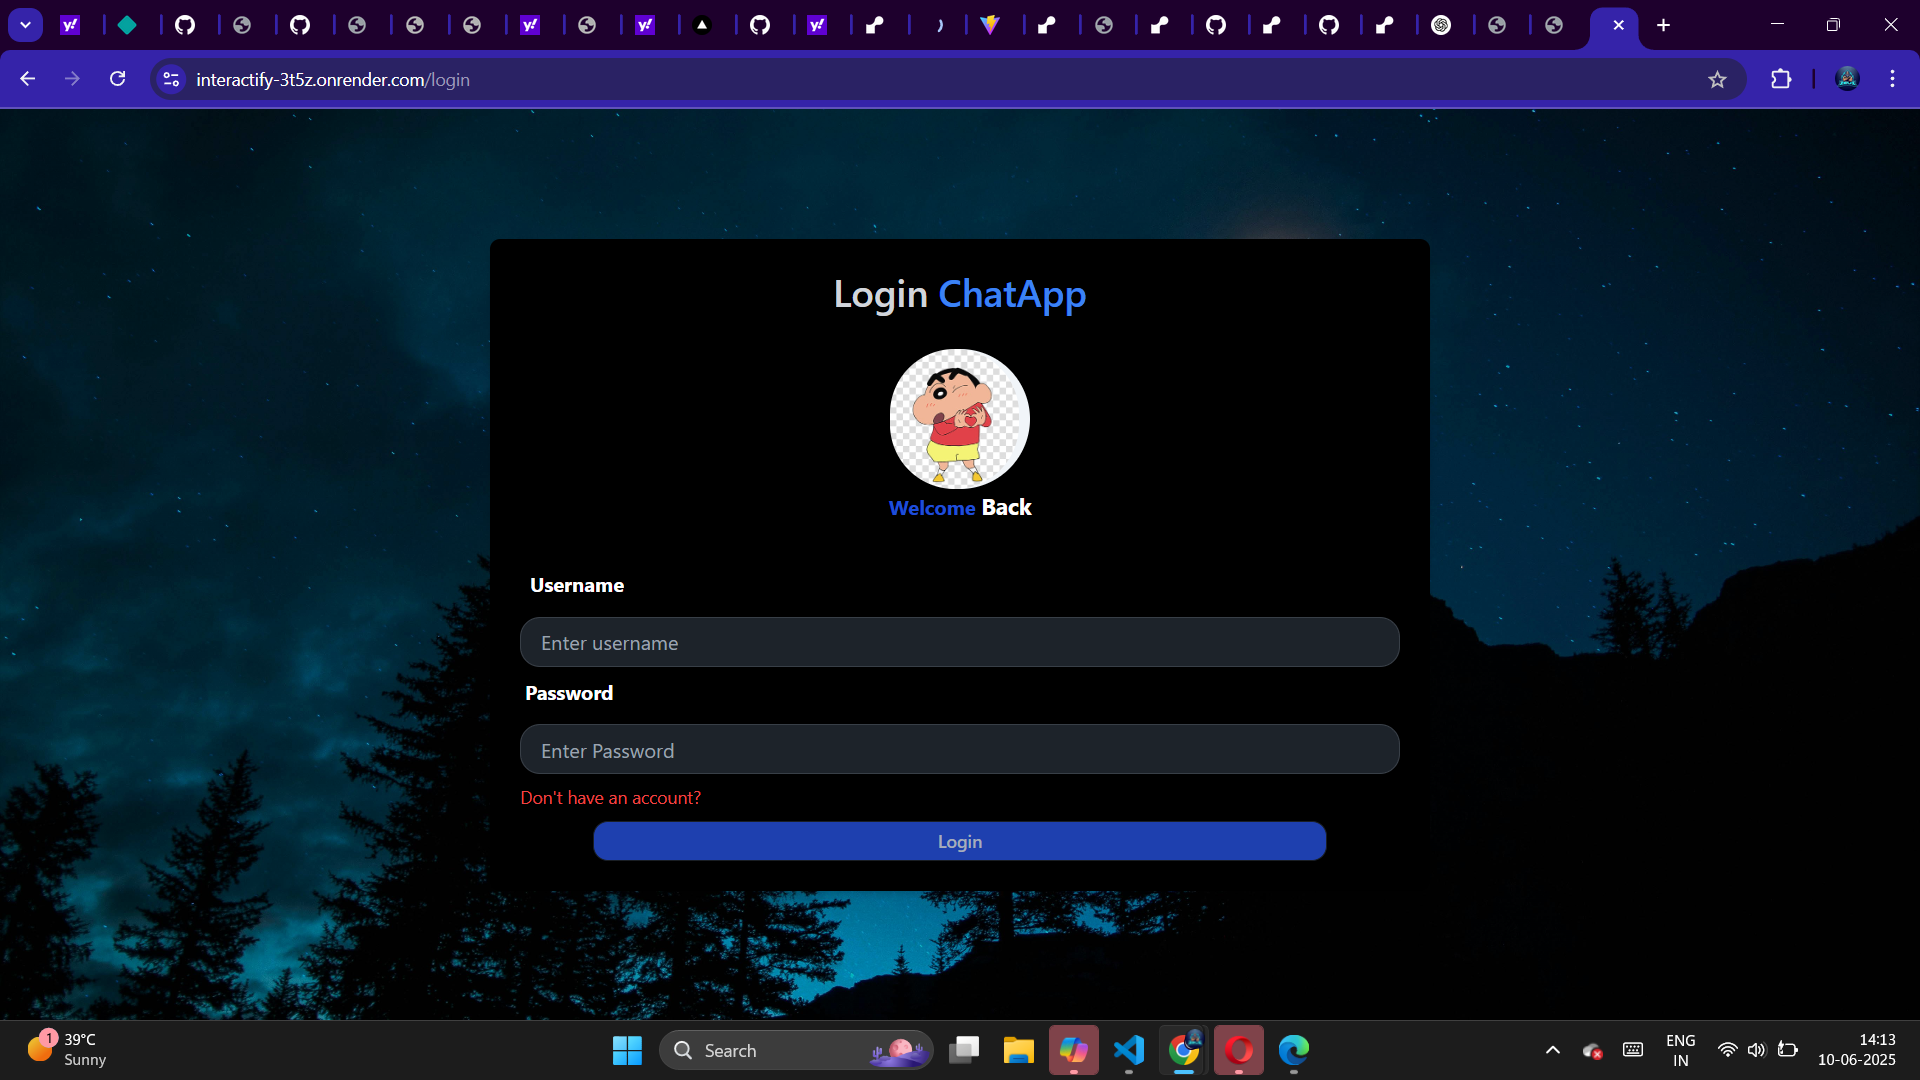 y!
y!
y!
y!
interactify-3t5z.onrender.com/login
Login ChatApp
Welcome Back
Username
Enter username
Password
Enter Password
Don't have an account?
Login
1
39°C
Sunny
Search
ENG
IN
14:13
10-06-2025